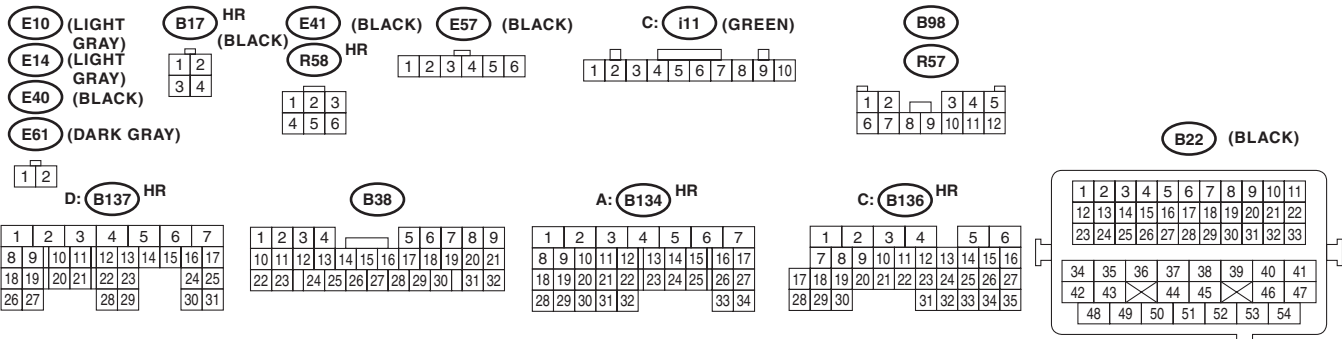 E10 (LIGHT GRAY)
E14 (LIGHT GRAY)
E40 (BLACK)
E61 (DARK GRAY)
1 2
B17 HR (BLACK)
1 2
3 4
E41 (BLACK)
R58 HR
1 2 3
4 5 6
E57 (BLACK)
1 2 3 4 5 6
C: i11 (GREEN)
1 2 3 4 5 6 7 8 9 10
B98
R57
1 2 3 4 5
6 7 8 9 10 11 12
B22 (BLACK)
1 2 3 4 5 6 7 8 9 10 11
12 13 14 15 16 17 18 19 20 21 22
23 24 25 26 27 28 29 30 31 32 33
34 35 36 37 38 39 40 41
42 43 44 45 46 47
48 49 50 51 52 53 54
D: B137 HR
1 2 3 4 5 6 7
8 9 10 11 12 13 14 15 16 17
18 19 20 21 22 23 24 25
26 27 28 29 30 31
B38
1 2 3 4 5 6 7 8 9
10 11 12 13 14 15 16 17 18 19 20 21
22 23 24 25 26 27 28 29 30 31 32
A: B134 HR
1 2 3 4 5 6 7
8 9 10 11 12 13 14 15 16 17
18 19 20 21 22 23 24 25 26 27
28 29 30 31 32 33 34
C: B136 HR
1 2 3 4 5 6
7 8 9 10 11 12 13 14 15 16
17 18 19 20 21 22 23 24 25 26 27
28 29 30 31 32 33 34 35